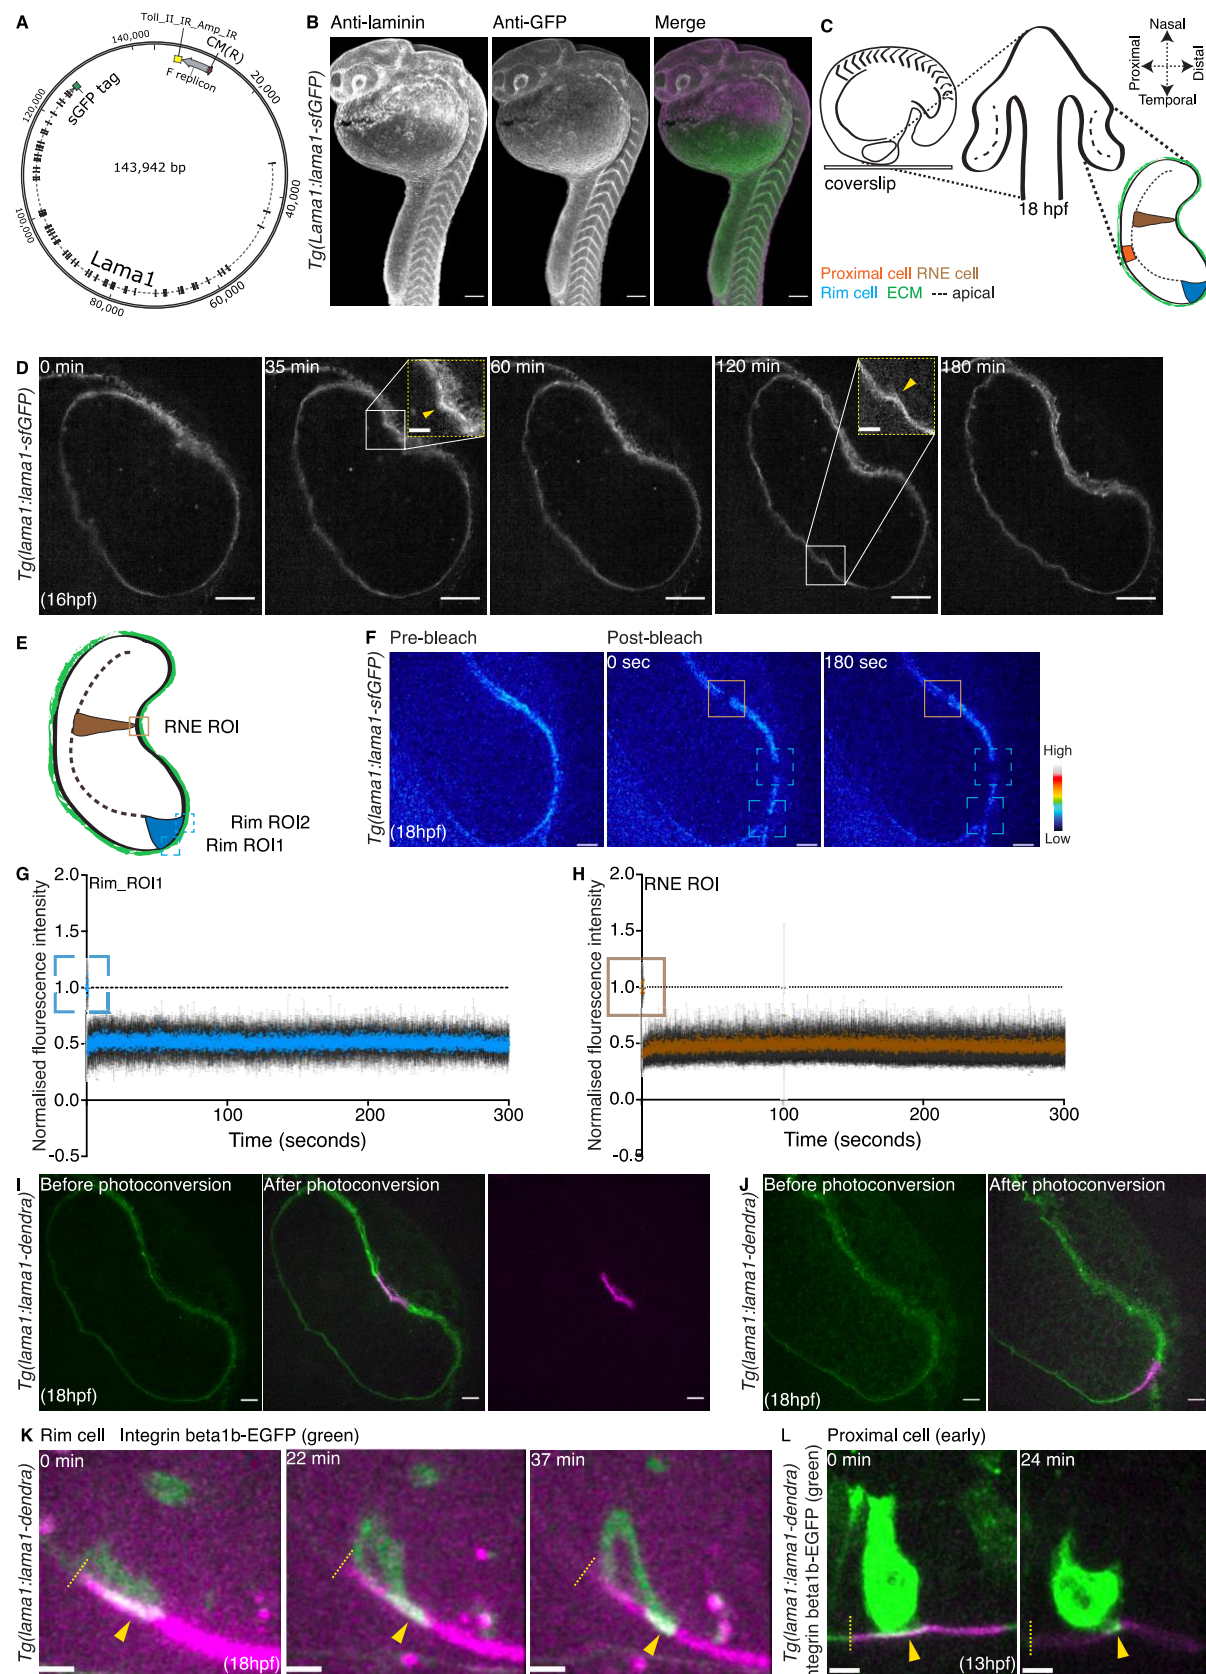 A
Toll_II_IR_Amp_IR
CM(R)
F replicon
140,000
20,000
120,000
sGFP tag
143,942 bp
40,000
100,000
Lama1
80,000
60,000
B
Anti-laminin
Anti-GFP
Merge
Tg(Lama1:lama1-sfGFP)
C
Nasal
Proximal
Distal
Temporal
coverslip
18 hpf
Proximal cell RNE cell
Rim cell ECM --- apical
D
0 min
35 min
60 min
120 min
180 min
Tg(lama1:lama1-sfGFP)
(16hpf)
E
RNE ROI
Rim ROI2
Rim ROI1
F
Pre-bleach
Post-bleach
0 sec
180 sec
Tg(lama1:lama1-sfGFP)
(18hpf)
High
Low
G
Rim_ROI1
Normalised flourescence intensity
2.0
1.5
1.0
0.5
0.0
-0.5
100
200
300
Time (seconds)
H
RNE ROI
Normalised flourescence intensity
2.0
1.5
1.0
0.5
0.0
-0.5
100
200
300
Time (seconds)
I
Before photoconversion
After photoconversion
Tg(lama1:lama1-dendra)
(18hpf)
J
Before photoconversion
After photoconversion
Tg(lama1:lama1-dendra)
(18hpf)
K
Rim cell Integrin beta1b-EGFP (green)
0 min
22 min
37 min
Tg(lama1:lama1-dendra)
(18hpf)
L
Proximal cell (early)
0 min
24 min
Tg(lama1:lama1-dendra)
Integrin beta1b-EGFP (green)
(13hpf)